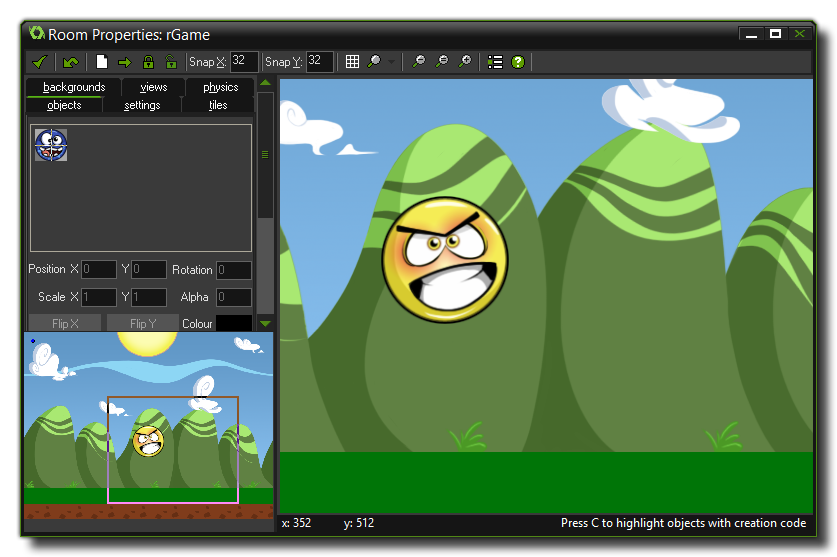 Room Properties: rGame
Snap X: 32 Snap Y: 32
backgrounds views physics
objects settings tiles
Position X 0 Y 0 Rotation 0
Scale X 1 Y 1 Alpha 0
Flip X Flip Y Colour
x: 352 y: 512 Press C to highlight objects with creation code